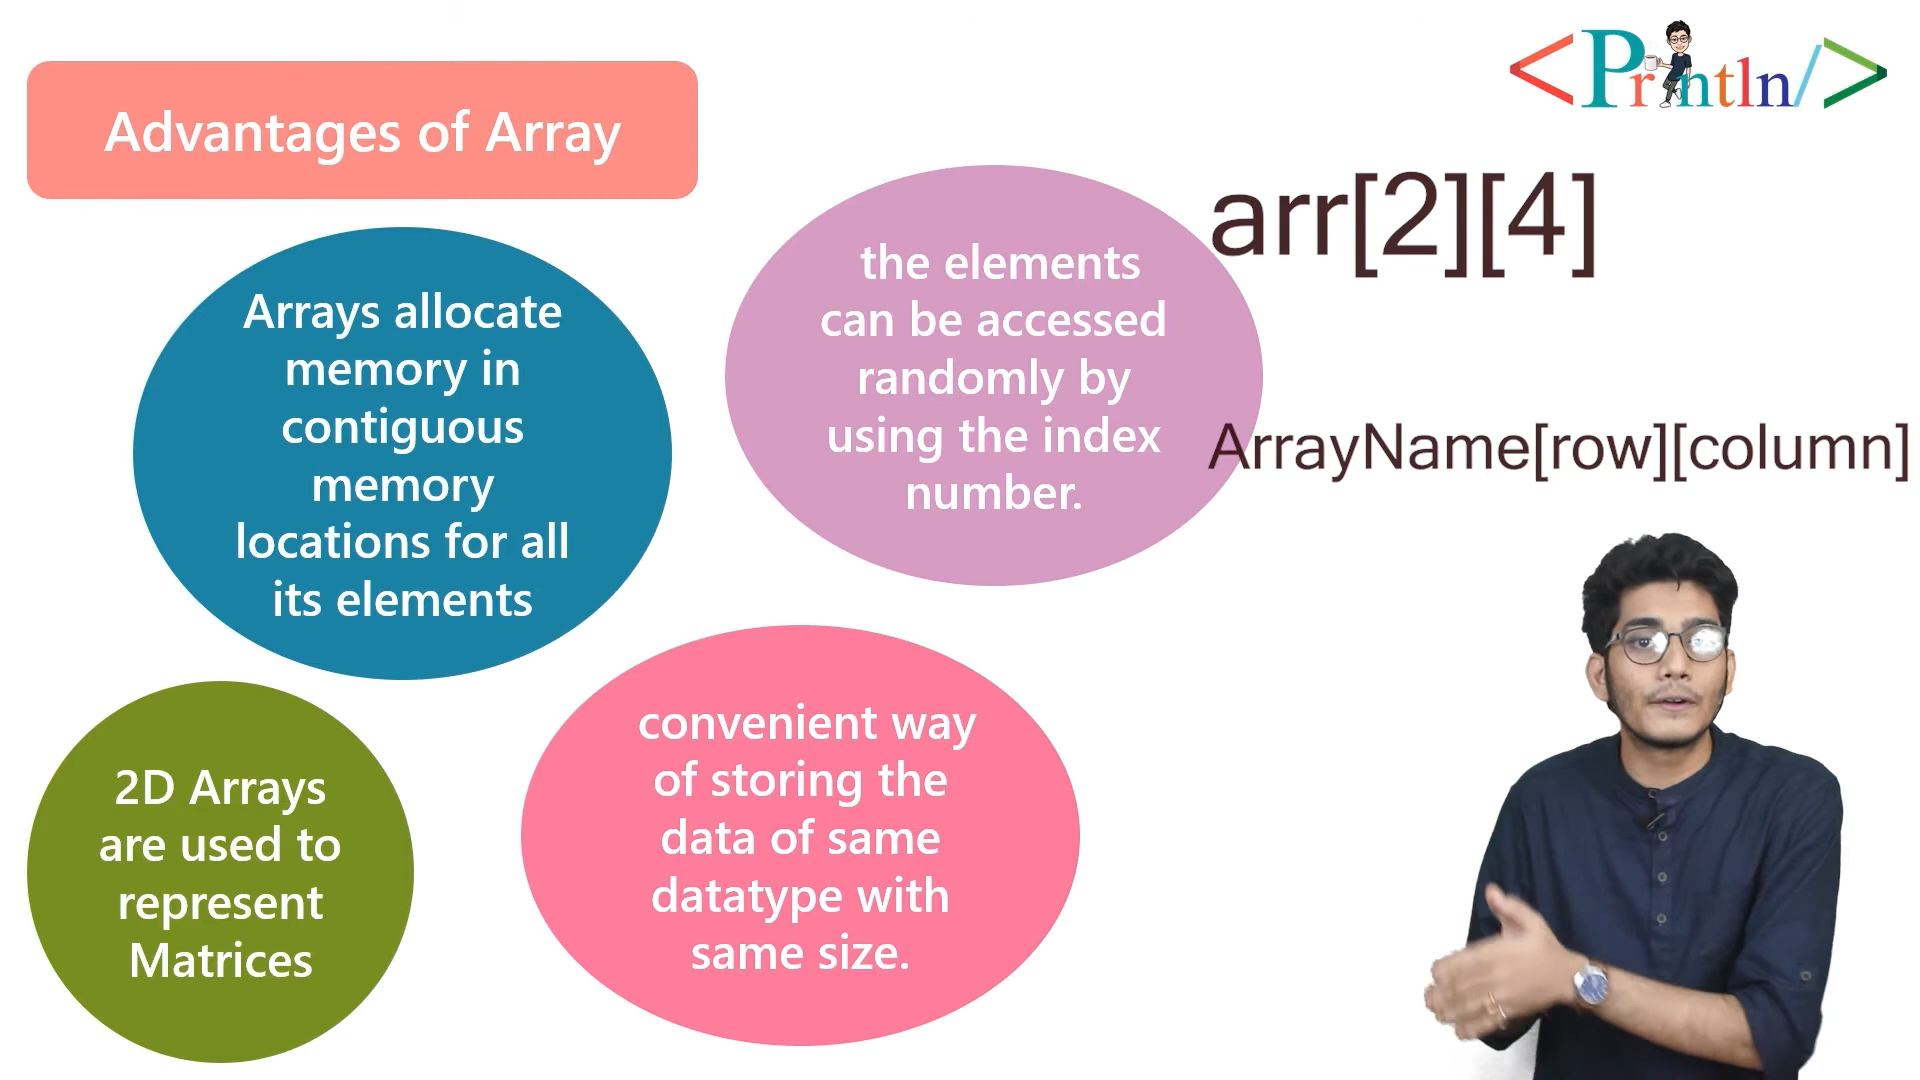 <Println/>
Advantages of Array
Arrays allocate
memory in
contiguous
memory
locations for all
its elements
the elements
can be accessed
randomly by
using the index
number.
arr[2][4]
ArrayName[row][column]
2D Arrays
are used to
represent
Matrices
convenient way
of storing the
data of same
datatype with
same size.